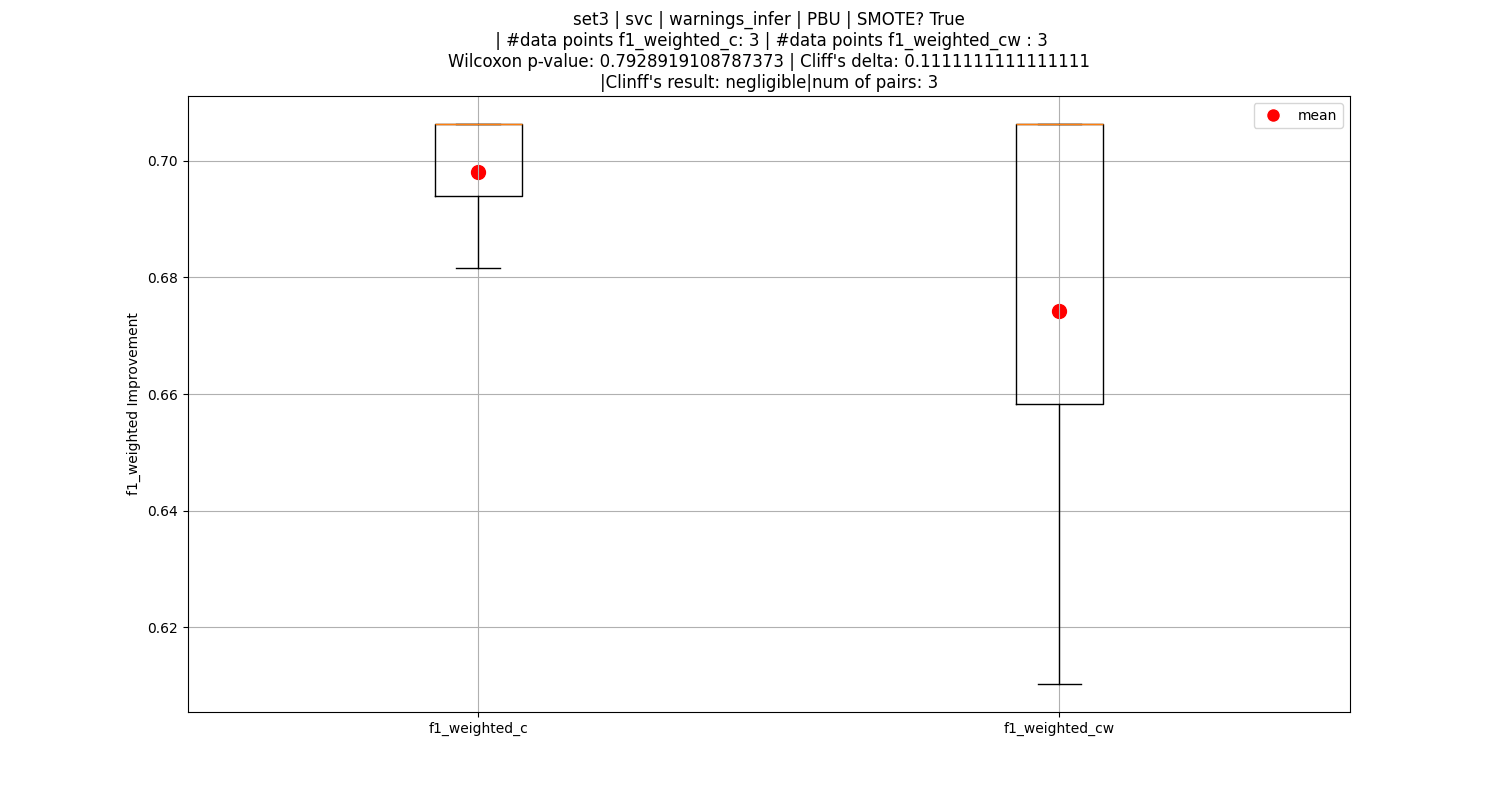 set3 | svc | warnings_infer | PBU | SMOTE? True
| #data points f1_weighted_c: 3 | #data points f1_weighted_cw : 3
Wilcoxon p-value: 0.7928919108787373 | Cliff's delta: 0.1111111111111111
|Clinff's result: negligible|num of pairs: 3
mean
0.70
0.68
0.66
0.64
0.62
f1_weighted Improvement
f1_weighted_c
f1_weighted_cw